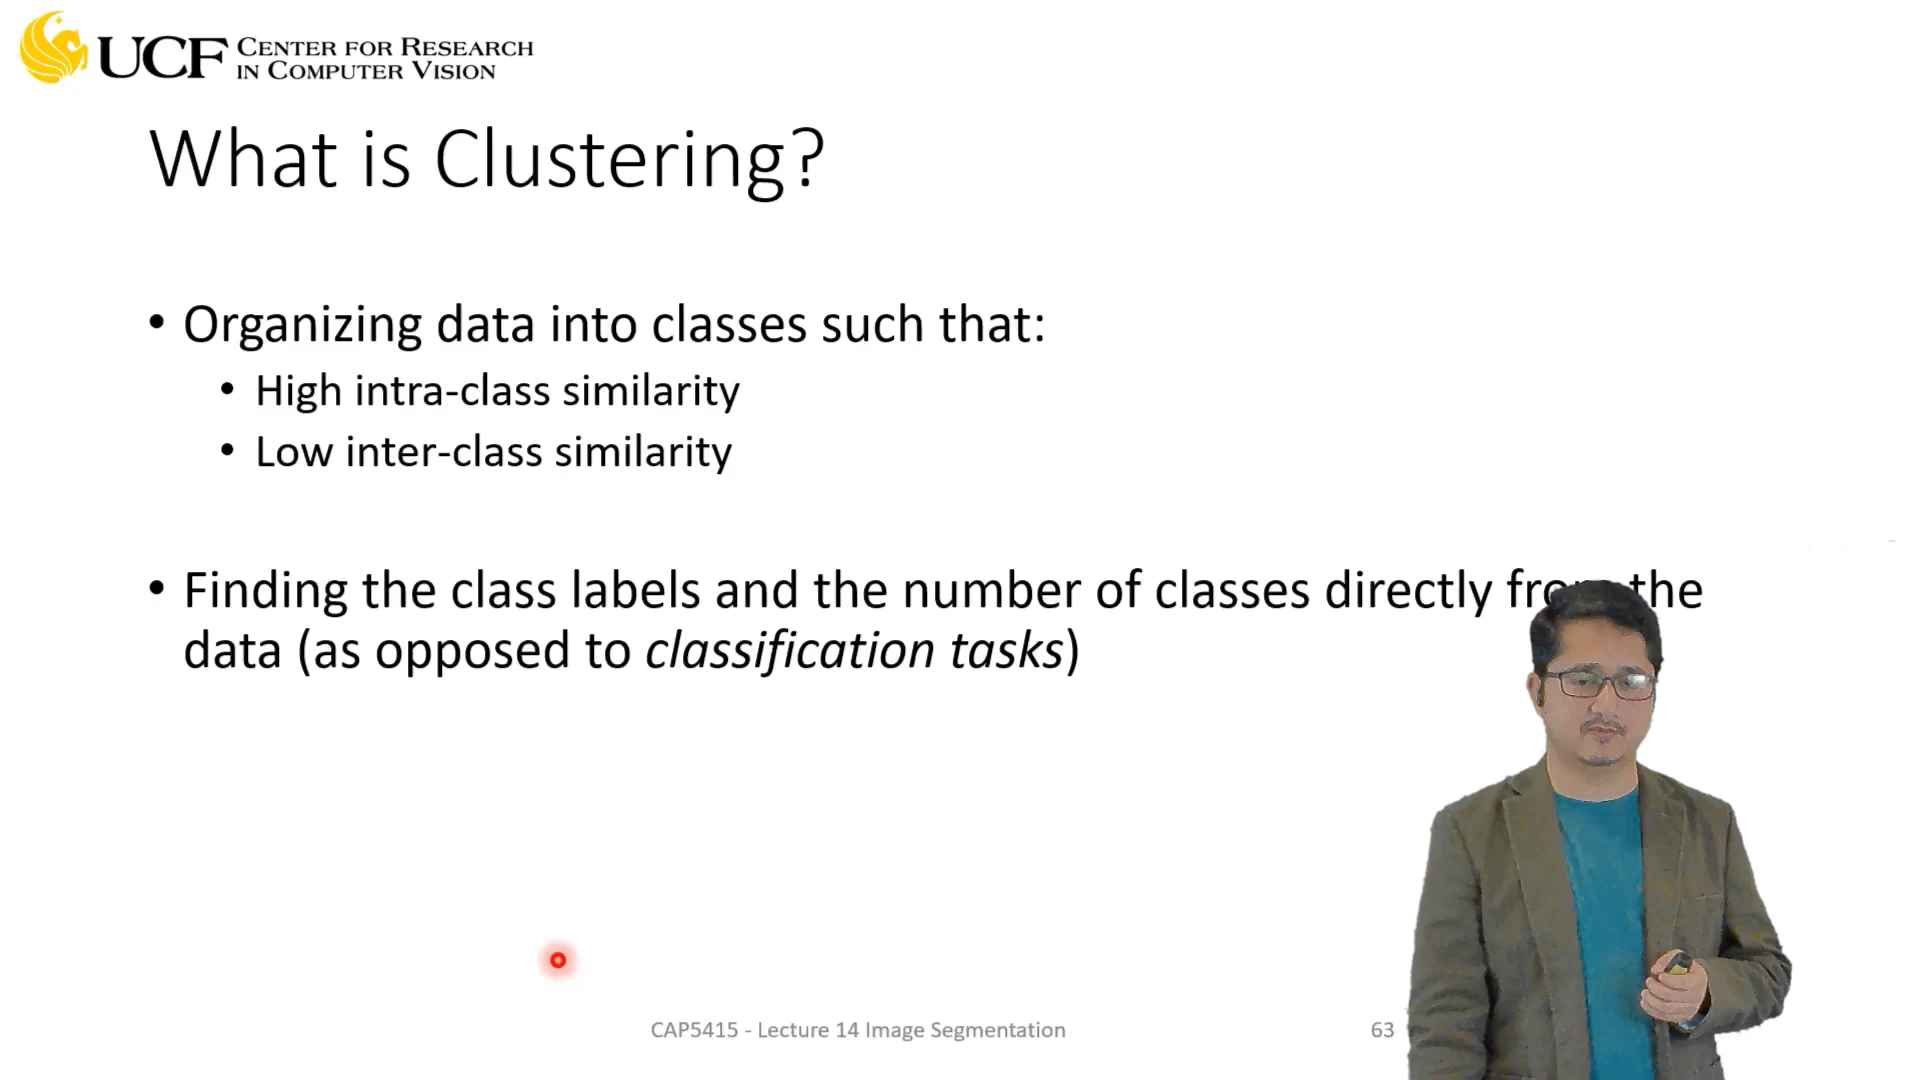 UCF CENTER FOR RESEARCH
IN COMPUTER VISION
What is Clustering?
• Organizing data into classes such that:
• High intra-class similarity
• Low inter-class similarity
• Finding the class labels and the number of classes directly from the
data (as opposed to classification tasks)
CAP5415 - Lecture 14 Image Segmentation
63